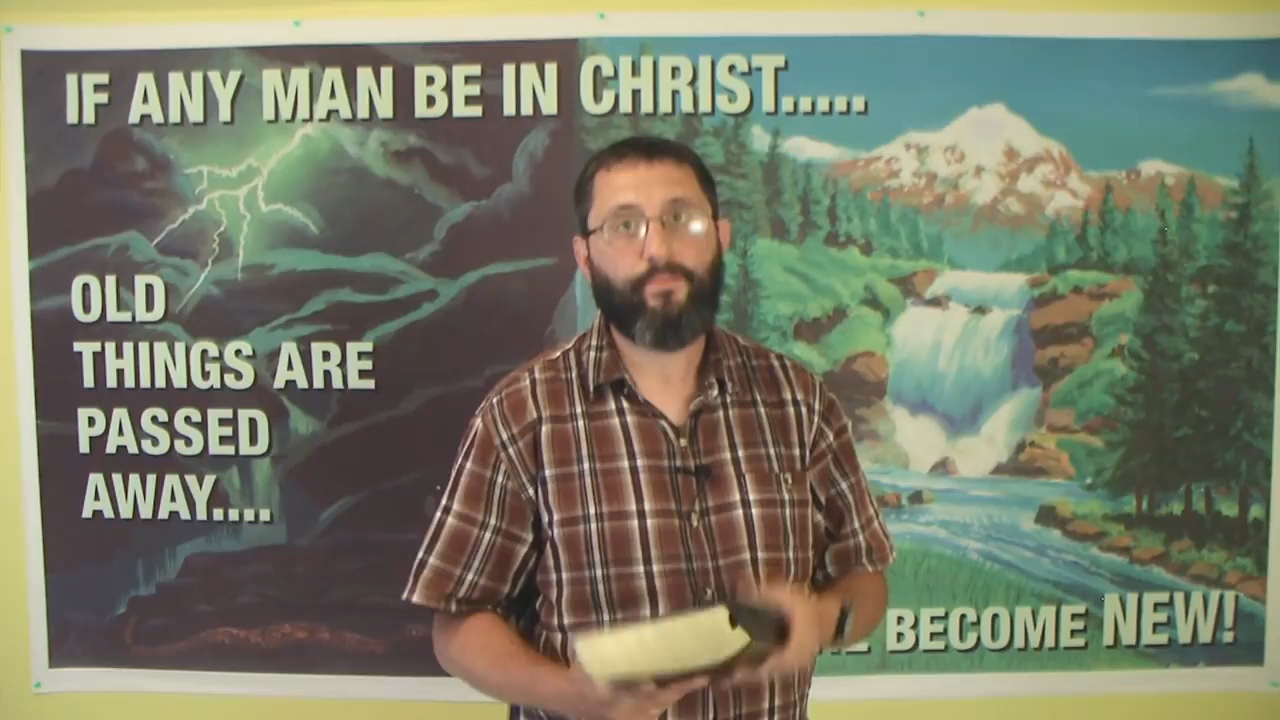 IF ANY MAN BE IN CHRIST.....
OLD
THINGS ARE
PASSED
AWAY....
BECOME NEW!